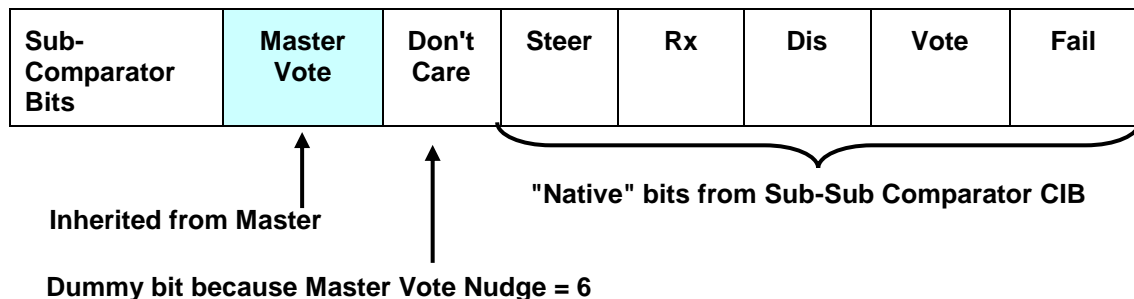 Sub-
Comparator
Bits
Master
Vote
Don't
Care
Steer
Rx
Dis
Vote
Fail
"Native" bits from Sub-Sub Comparator CIB
Inherited from Master
Dummy bit because Master Vote Nudge = 6